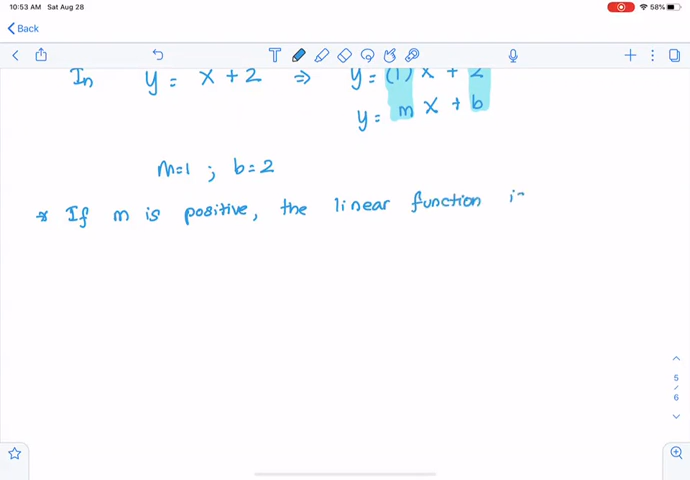 10:53 AM Sat Aug 28
58%
Back
In y = x + 2 ⇒ y = (1) x + 2
y = m x + b
m=1 ; b=2
* If m is positive, the linear function i
5
6